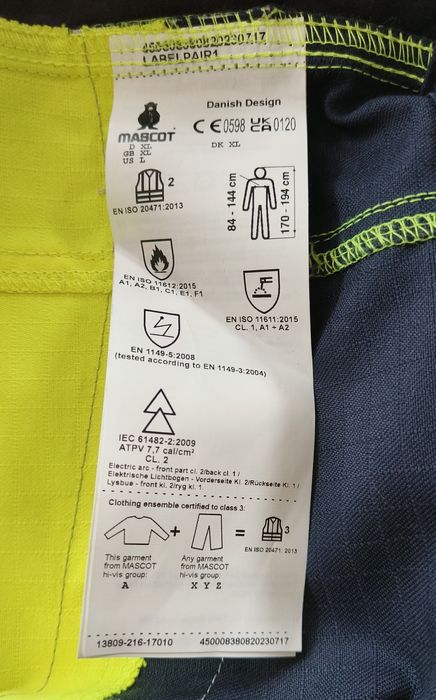 450008380820230717
LABELPAIR1
MASCOT
Danish Design
CE 0598 UK CA 0120
D XL
GB XL
US L
DK XL
2
EN ISO 20471:2013
84 - 144 cm
170 - 194 cm
EN ISO 11612:2015
A1, A2, B1, C1, E1, F1
EN ISO 11611:2015
CL. 1, A1 + A2
EN 1149-5:2008
(tested according to EN 1149-3:2004)
IEC 61482-2:2009
ATPV 7,7 cal/cm²
CL. 2
Electric arc - front part cl. 2/back cl. 1 /
Elektrische Lichtbogen - Vorderseite Kl. 2/Rückseite Kl. 1 /
Lysbue - front kl. 2/ryg kl. 1.
Clothing ensemble certified to class 3:
+ = 3
EN ISO 20471: 2013
This garment
from MASCOT
hi-vis group:
A
Any garment
from MASCOT
hi-vis group:
X Y Z
13809-216-17010
450008380820230717